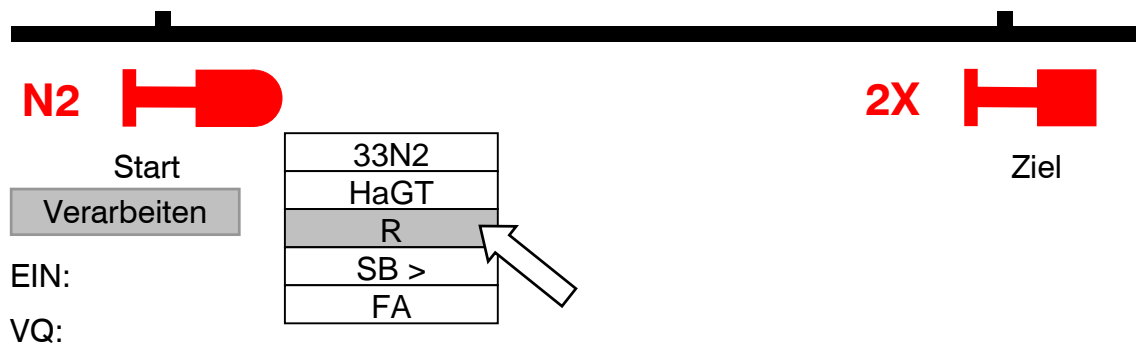 N2
2X
Start
Ziel
Verarbeiten
33N2
HaGT
R
SB >
FA
EIN:
VQ: